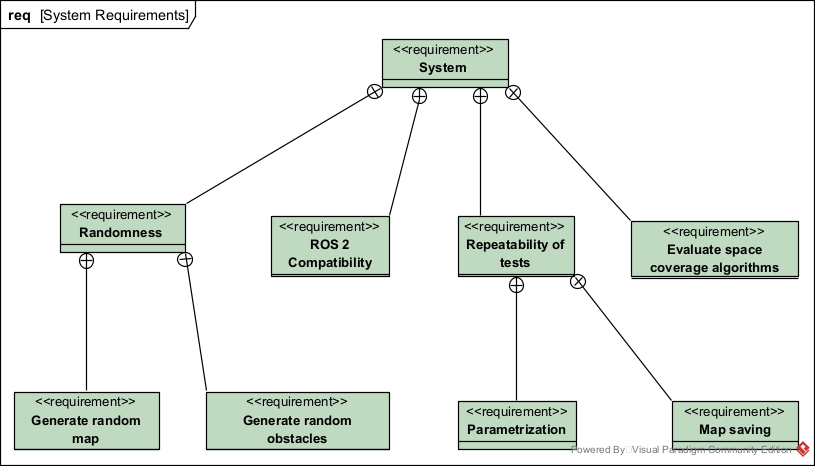 req [System Requirements]
<<requirement>>
System
<<requirement>>
Randomness
<<requirement>>
ROS 2
Compatibility
<<requirement>>
Repeatability of
tests
<<requirement>>
Evaluate space
coverage algorithms
<<requirement>>
Generate random
map
<<requirement>>
Generate random
obstacles
<<requirement>>
Parametrization
<<requirement>>
Map saving
Powered By Visual Paradigm Community Edition